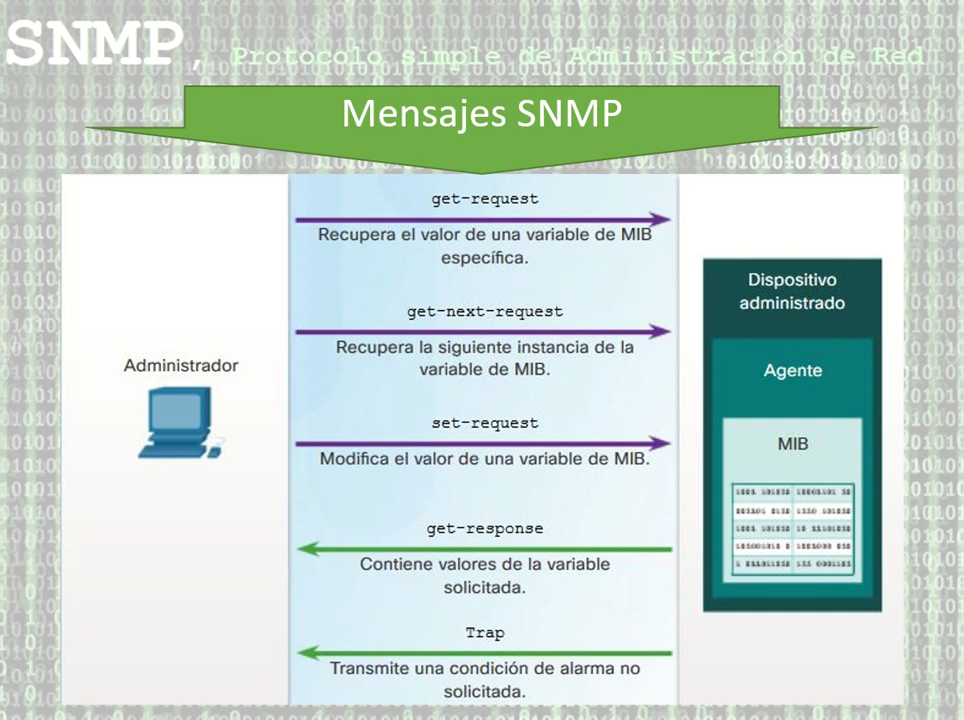 SNMP, Protocolo simple de Administración de Red
Mensajes SNMP
get-request
Recupera el valor de una variable de MIB
específica.
get-next-request
Recupera la siguiente instancia de la
variable de MIB.
set-request
Modifica el valor de una variable de MIB.
get-response
Contiene valores de la variable
solicitada.
Trap
Transmite una condición de alarma no
solicitada.
Administrador
Dispositivo
administrado
Agente
MIB